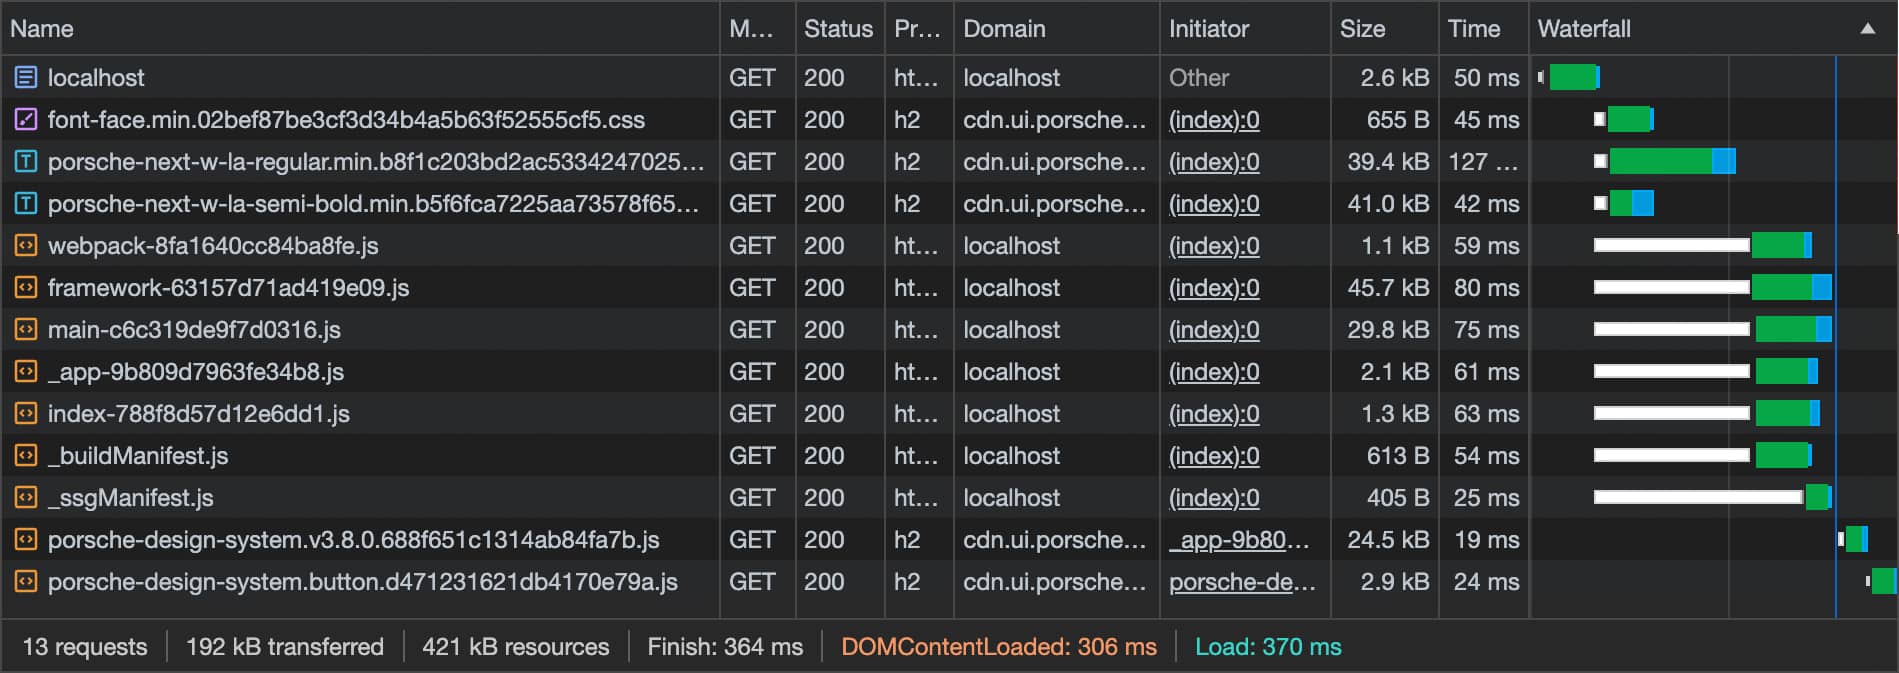 Name M... Status Pr... Domain Initiator Size Time Waterfall
localhost GET 200 ht... localhost Other 2.6 kB 50 ms
font-face.min.02bef87be3cf3d34b4a5b63f52555cf5.css GET 200 h2 cdn.ui.porsche... (index):0 655 B 45 ms
porsche-next-w-la-regular.min.b8f1c203bd2ac5334247025... GET 200 h2 cdn.ui.porsche... (index):0 39.4 kB 127 ...
porsche-next-w-la-semi-bold.min.b5f6fca7225aa73578f65... GET 200 h2 cdn.ui.porsche... (index):0 41.0 kB 42 ms
webpack-8fa1640cc84ba8fe.js GET 200 ht... localhost (index):0 1.1 kB 59 ms
framework-63157d71ad419e09.js GET 200 ht... localhost (index):0 45.7 kB 80 ms
main-c6c319de9f7d0316.js GET 200 ht... localhost (index):0 29.8 kB 75 ms
_app-9b809d7963fe34b8.js GET 200 ht... localhost (index):0 2.1 kB 61 ms
index-788f8d57d12e6dd1.js GET 200 ht... localhost (index):0 1.3 kB 63 ms
_buildManifest.js GET 200 ht... localhost (index):0 613 B 54 ms
_ssgManifest.js GET 200 ht... localhost (index):0 405 B 25 ms
porsche-design-system.v3.8.0.688f651c1314ab84fa7b.js GET 200 h2 cdn.ui.porsche... _app-9b80... 24.5 kB 19 ms
porsche-design-system.button.d471231621db4170e79a.js GET 200 h2 cdn.ui.porsche... porsche-de... 2.9 kB 24 ms
13 requests 192 kB transferred 421 kB resources Finish: 364 ms DOMContentLoaded: 306 ms Load: 370 ms